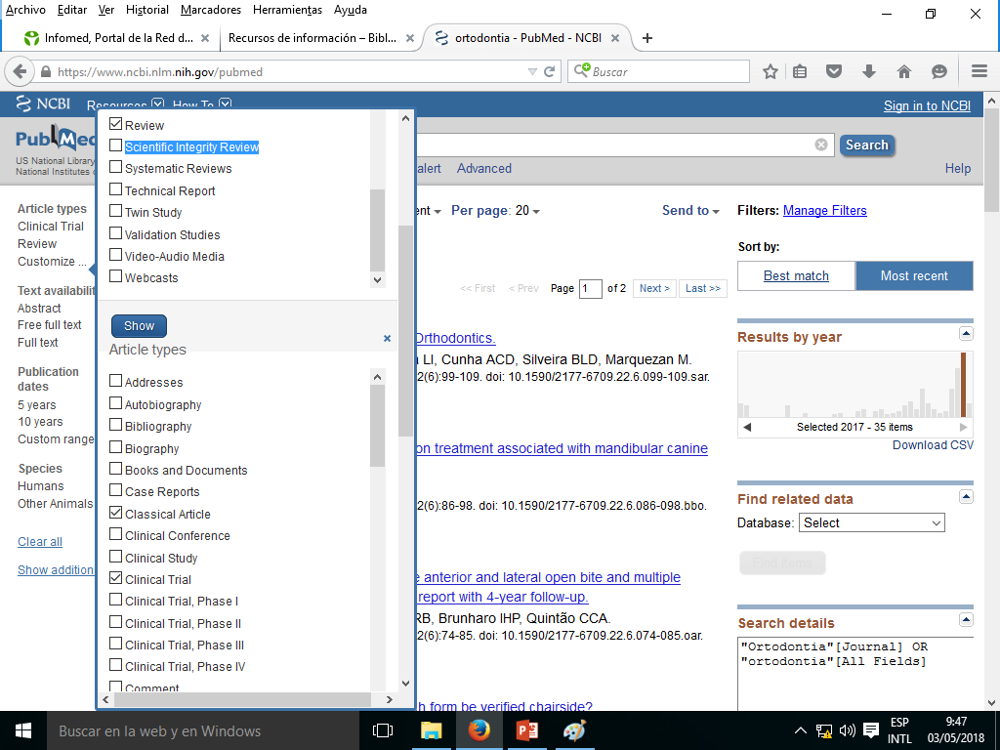 Archivo Editar Ver Historial Marcadores Herramientas Ayuda
Infomed, Portal de la Red d...
Recursos de información – Bibl...
ortodontia - PubMed - NCBI
https://www.ncbi.nlm.nih.gov/pubmed
Buscar
NCBI Resources How To
Sign in to NCBI
PubMed
US National Library
National Institutes
Search
alert Advanced
Help
Article types
Clinical Trial
Review
Customize ...
Text availabilit
Abstract
Free full text
Full text
Publication
dates
5 years
10 years
Custom range
Species
Humans
Other Animals
Clear all
Show addition
Review
Scientific Integrity Review
Systematic Reviews
Technical Report
Twin Study
Validation Studies
Video-Audio Media
Webcasts
Show
Article types
Addresses
Autobiography
Bibliography
Biography
Books and Documents
Case Reports
Classical Article
Clinical Conference
Clinical Study
Clinical Trial
Clinical Trial, Phase I
Clinical Trial, Phase II
Clinical Trial, Phase III
Clinical Trial, Phase IV
Comment
ent Per page: 20 Send to
<< First < Prev Page 1 of 2 Next > Last >>
Orthodontics.
LI, Cunha ACD, Silveira BLD, Marquezan M.
2(6):99-109. doi: 10.1590/2177-6709.22.6.099-109.sar.
on treatment associated with mandibular canine
2(6):86-98. doi: 10.1590/2177-6709.22.6.086-098.bbo.
e anterior and lateral open bite and multiple
report with 4-year follow-up.
RB, Brunharo IHP, Quintão CCA.
2(6):74-85. doi: 10.1590/2177-6709.22.6.074-085.oar.
h form be verified chairside?
Filters: Manage Filters
Sort by:
Best match Most recent
Results by year
Selected 2017 - 35 items
Download CSV
Find related data
Database: Select
Find items
Search details
"Ortodontia"[Journal] OR
"ortodontia"[All Fields]
Buscar en la web y en Windows
ESP
INTL
9:47
03/05/2018